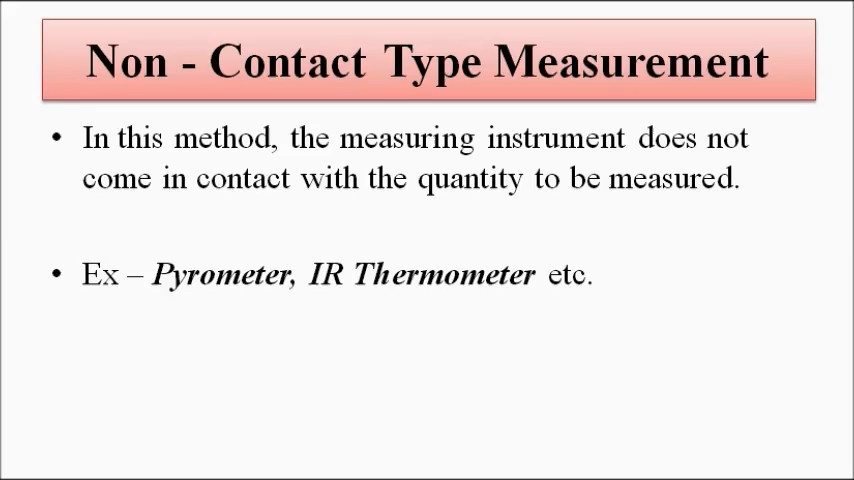 Non - Contact Type Measurement
• In this method, the measuring instrument does not
come in contact with the quantity to be measured.
• Ex – Pyrometer, IR Thermometer etc.